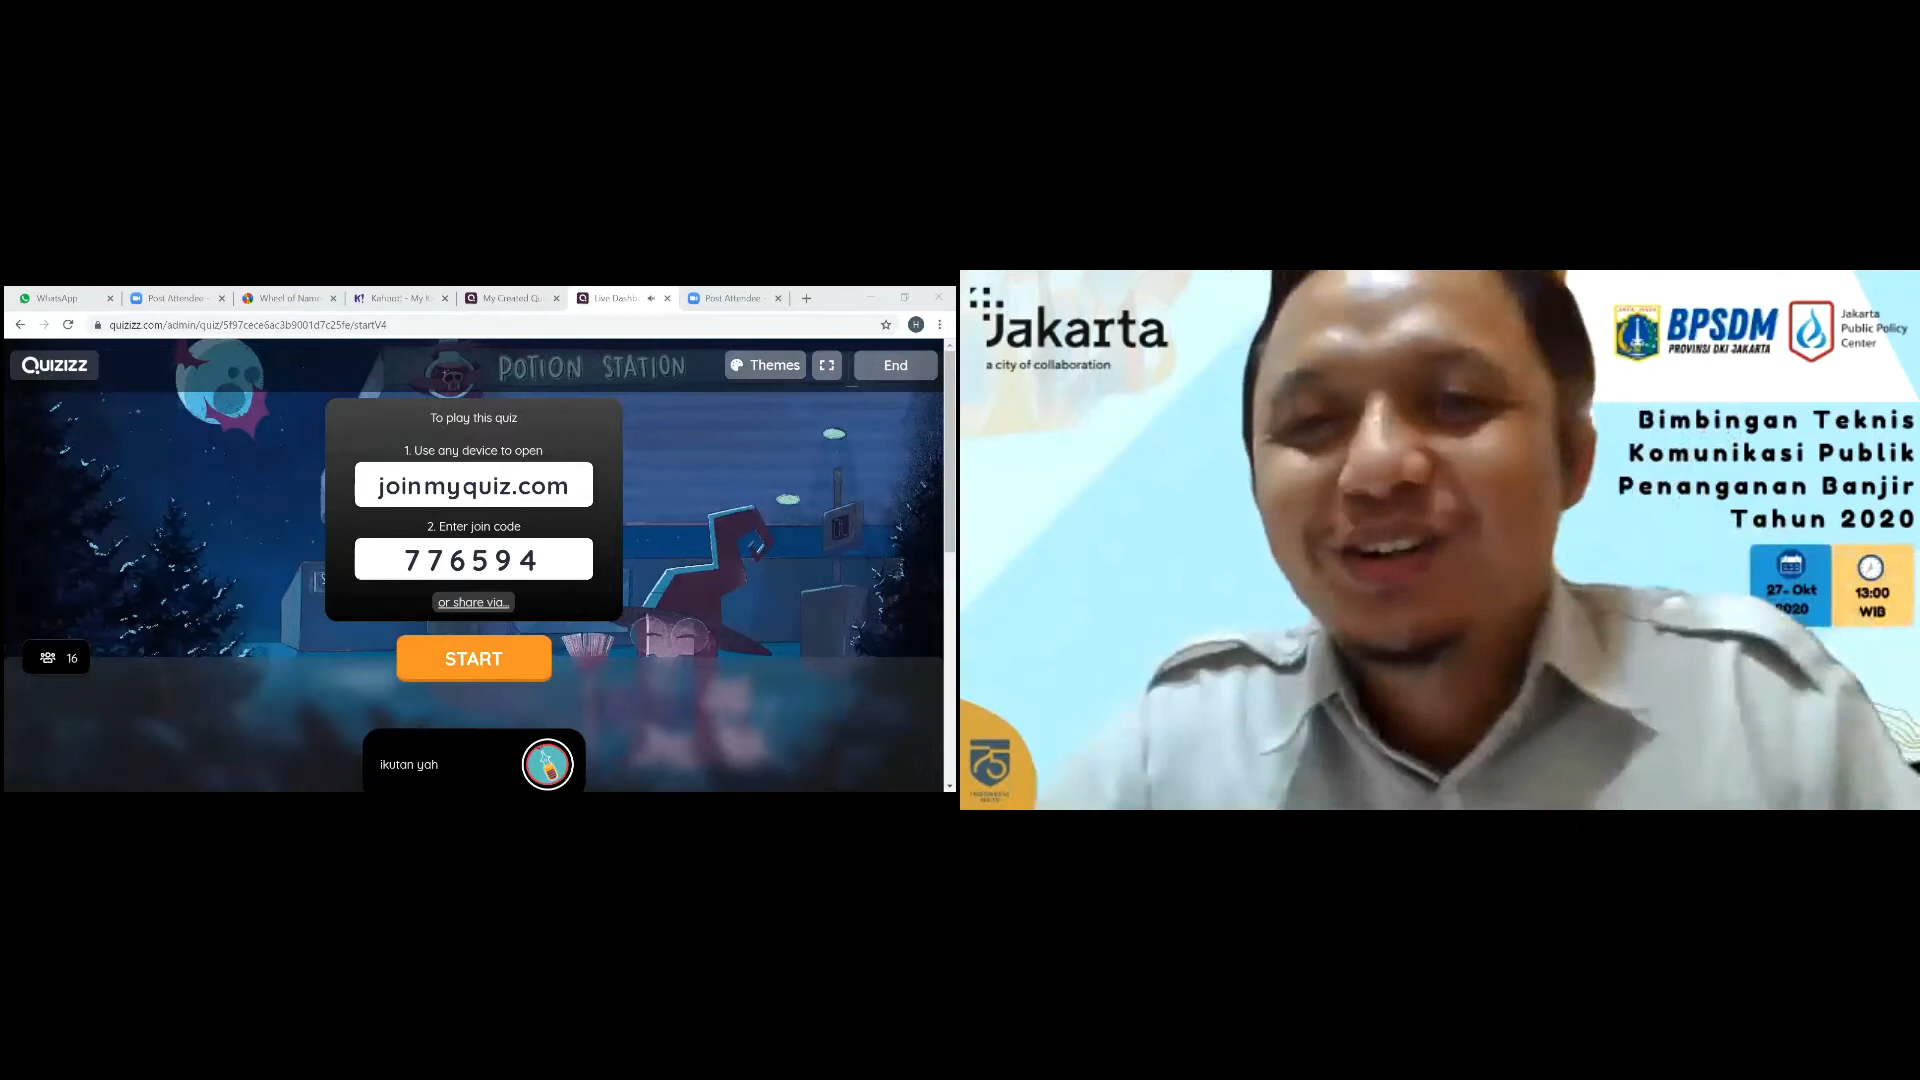 WhatsApp
Post Attendee -
Wheel of Name
Kahoot! - My K
My Created Qu
Live Dashb
Post Attendee -
quizizz.com/admin/quiz/5f97cece6ac3b9001d7c25fe/startV4
H
Quizizz
POTION STATION
Themes
End
To play this quiz
1. Use any device to open
joinmyquiz.com
2. Enter join code
776594
or share via...
START
16
ikutan yah
Jakarta
a city of collaboration
BPSDM
PROVINSI DKI JAKARTA
Jakarta
Public Policy
Center
Bimbingan Teknis
Komunikasi Publik
Penanganan Banjir
Tahun 2020
27- Okt
2020
13:00
WIB
75